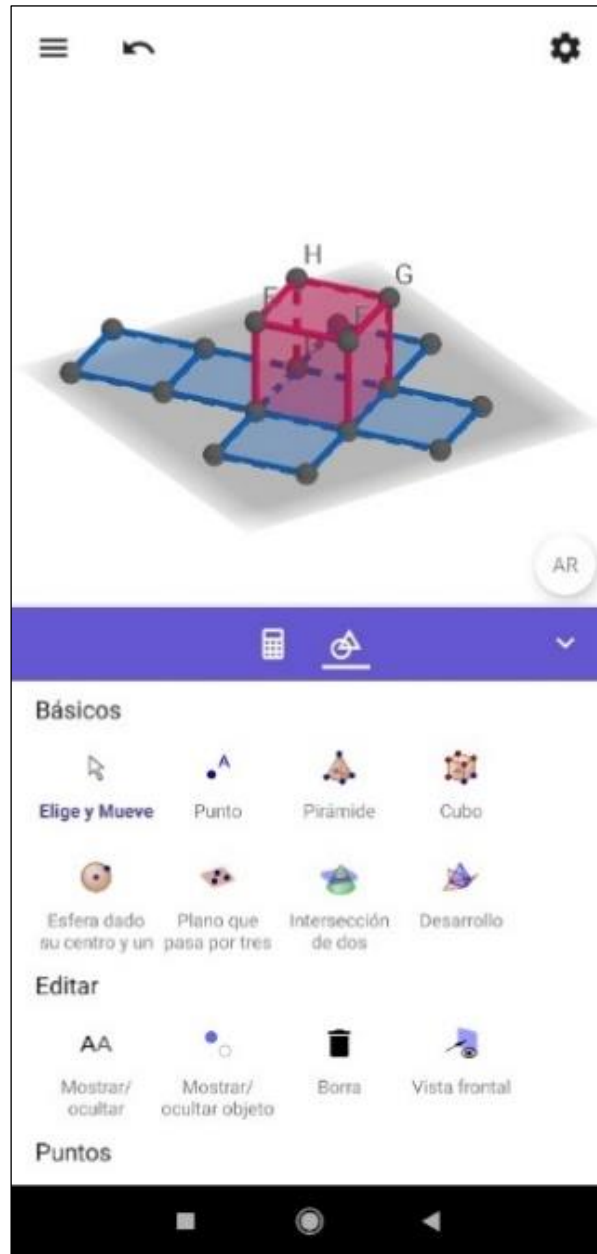 H
G
E
F
AR
Básicos
Elige y Mueve
Punto
Pirámide
Cubo
Esfera dado
su centro y un
Plano que
pasa por tres
Intersección
de dos
Desarrollo
Editar
AA
Mostrar/
ocultar
Mostrar/
ocultar objeto
Borra
Vista frontal
Puntos